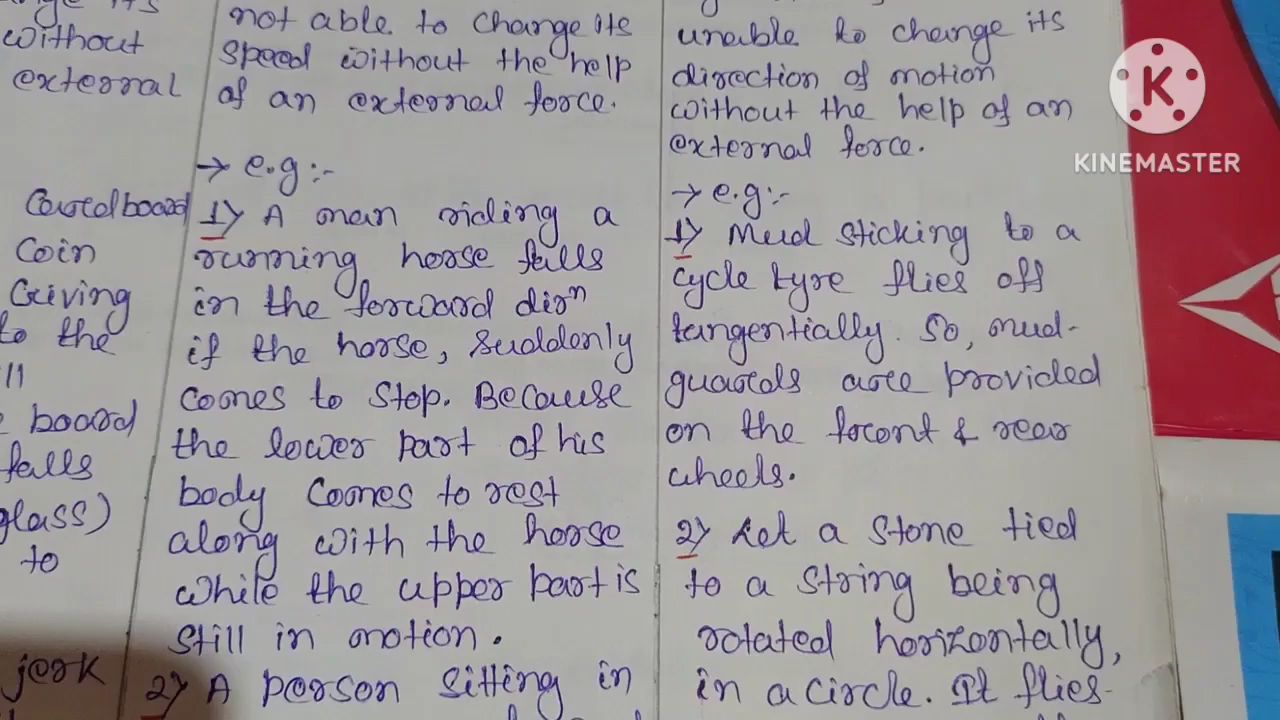 without
external
Cardboard
Coin
Giving
to the
board
falls
glass)
to
jerk
not able to change its
speed without the help
of an external force.
→ e.g:-
1) A man riding a
running horse falls
in the forward dirⁿ
if the horse, suddenly
comes to stop. Because
the lower part of his
body comes to rest
along with the horse
while the upper part is
still in motion.
2) A person sitting in
unable to change its
direction of motion
without the help of an
external force.
→ e.g:-
1) Mud sticking to a
cycle tyre flies off
tangentially. So, mud-
guards are provided
on the front & rear
wheels.
2) Let a stone tied
to a string being
rotated horizontally,
in a circle. It flies-
K
KINEMASTER